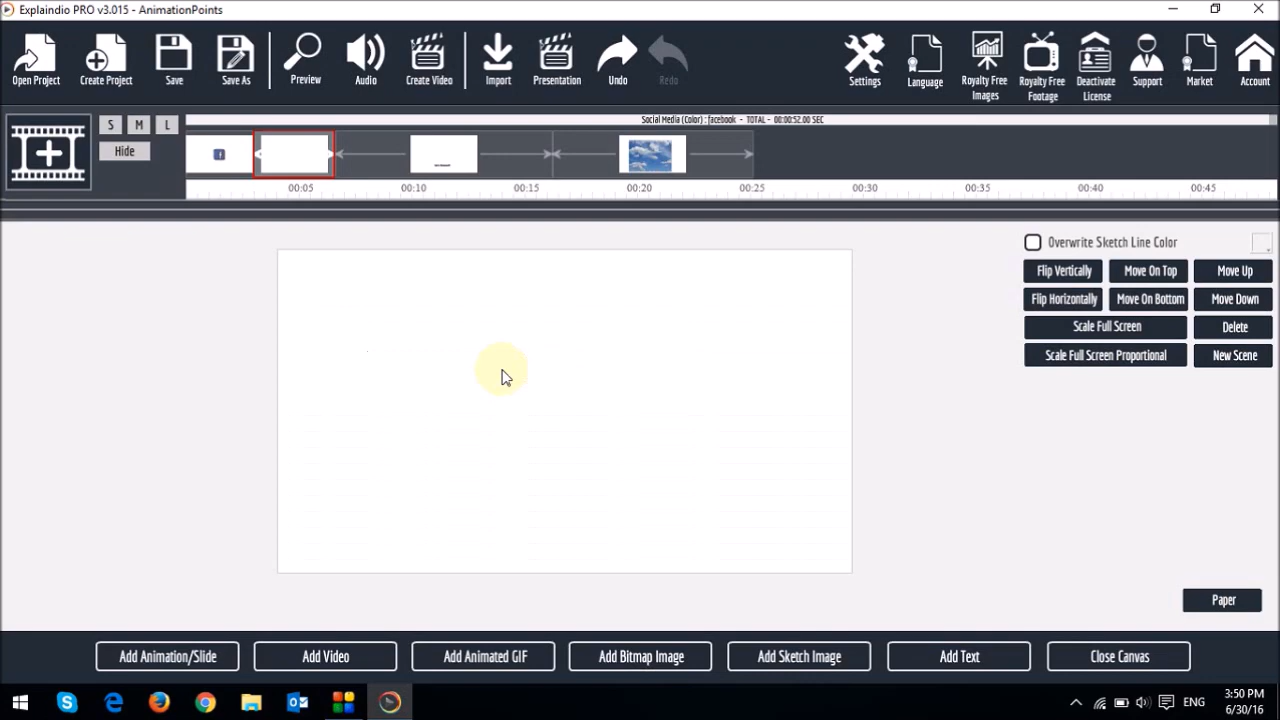 Explaindio PRO v3.015 - AnimationPoints
Open Project
Create Project
Save
Save As
Preview
Audio
Create Video
Import
Presentation
Undo
Redo
Settings
Language
Royalty Free
Images
Royalty Free
Footage
Deactivate
License
Support
Market
Account
Social Media (Color) : facebook - TOTAL - 00:00:52.00 SEC
S M L
Hide
00:05 00:10 00:15 00:20 00:25 00:30 00:35 00:40 00:45
Overwrite Sketch Line Color
Flip Vertically Move On Top Move Up
Flip Horizontally Move On Bottom Move Down
Scale Full Screen Delete
Scale Full Screen Proportional New Scene
Paper
Add Animation/Slide Add Video Add Animated GIF Add Bitmap Image Add Sketch Image Add Text Close Canvas
ENG
3:50 PM
6/30/16